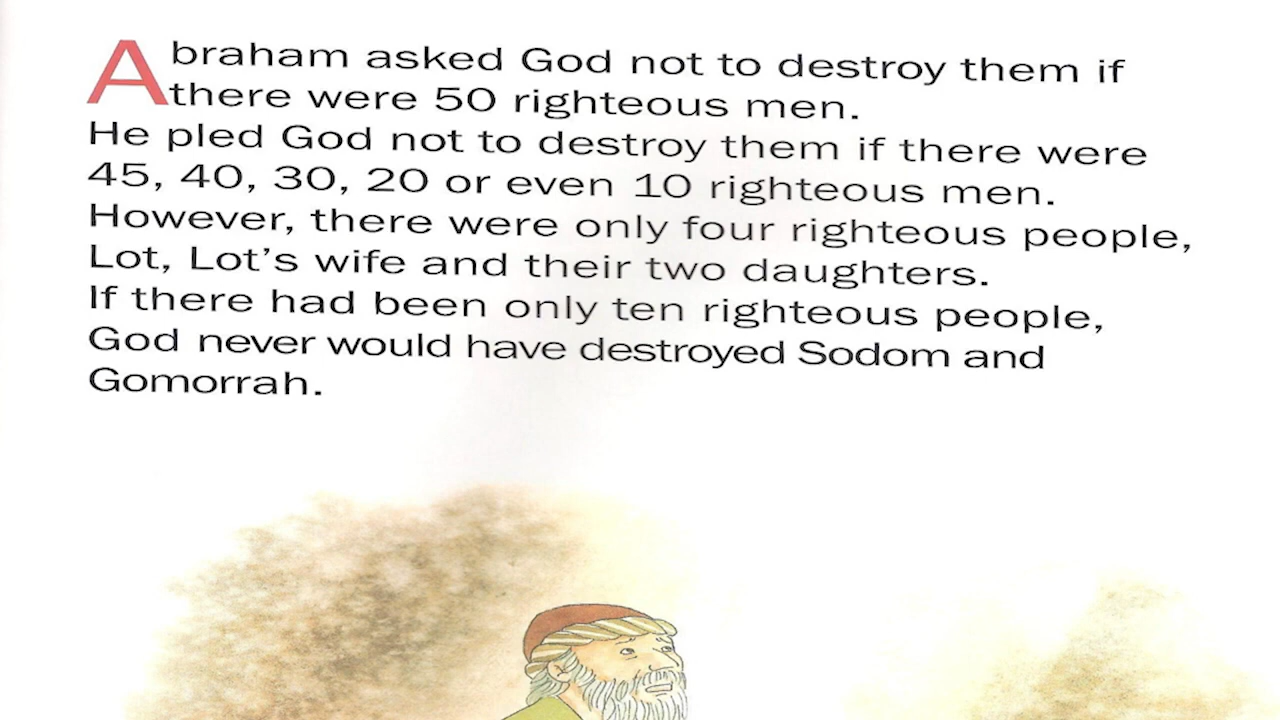 Abraham asked God not to destroy them if
there were 50 righteous men.
He pled God not to destroy them if there were
45, 40, 30, 20 or even 10 righteous men.
However, there were only four righteous people,
Lot, Lot's wife and their two daughters.
If there had been only ten righteous people,
God never would have destroyed Sodom and
Gomorrah.